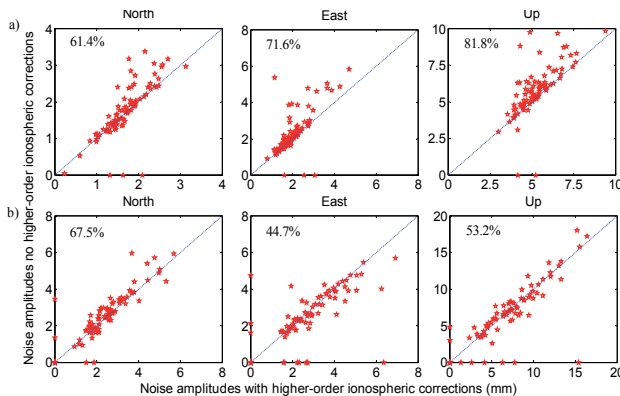 North East Up
a)
61.4% 71.6% 81.8%
4 8 10
3 6 7.5
2 4 5
1 2 2.5
0 0 0
0 1 2 3 4 0 2 4 6 8 2.5 5 7.5 10
Noise amplitudes no higher-order ionospheric corrections
North East Up
b)
67.5% 44.7% 53.2%
8 8 20
6 6 15
4 4 10
2 2 5
0 0 0
0 2 4 6 8 0 2 4 6 8 0 5 10 15 20
Noise amplitudes with higher-order ionospheric corrections (mm)